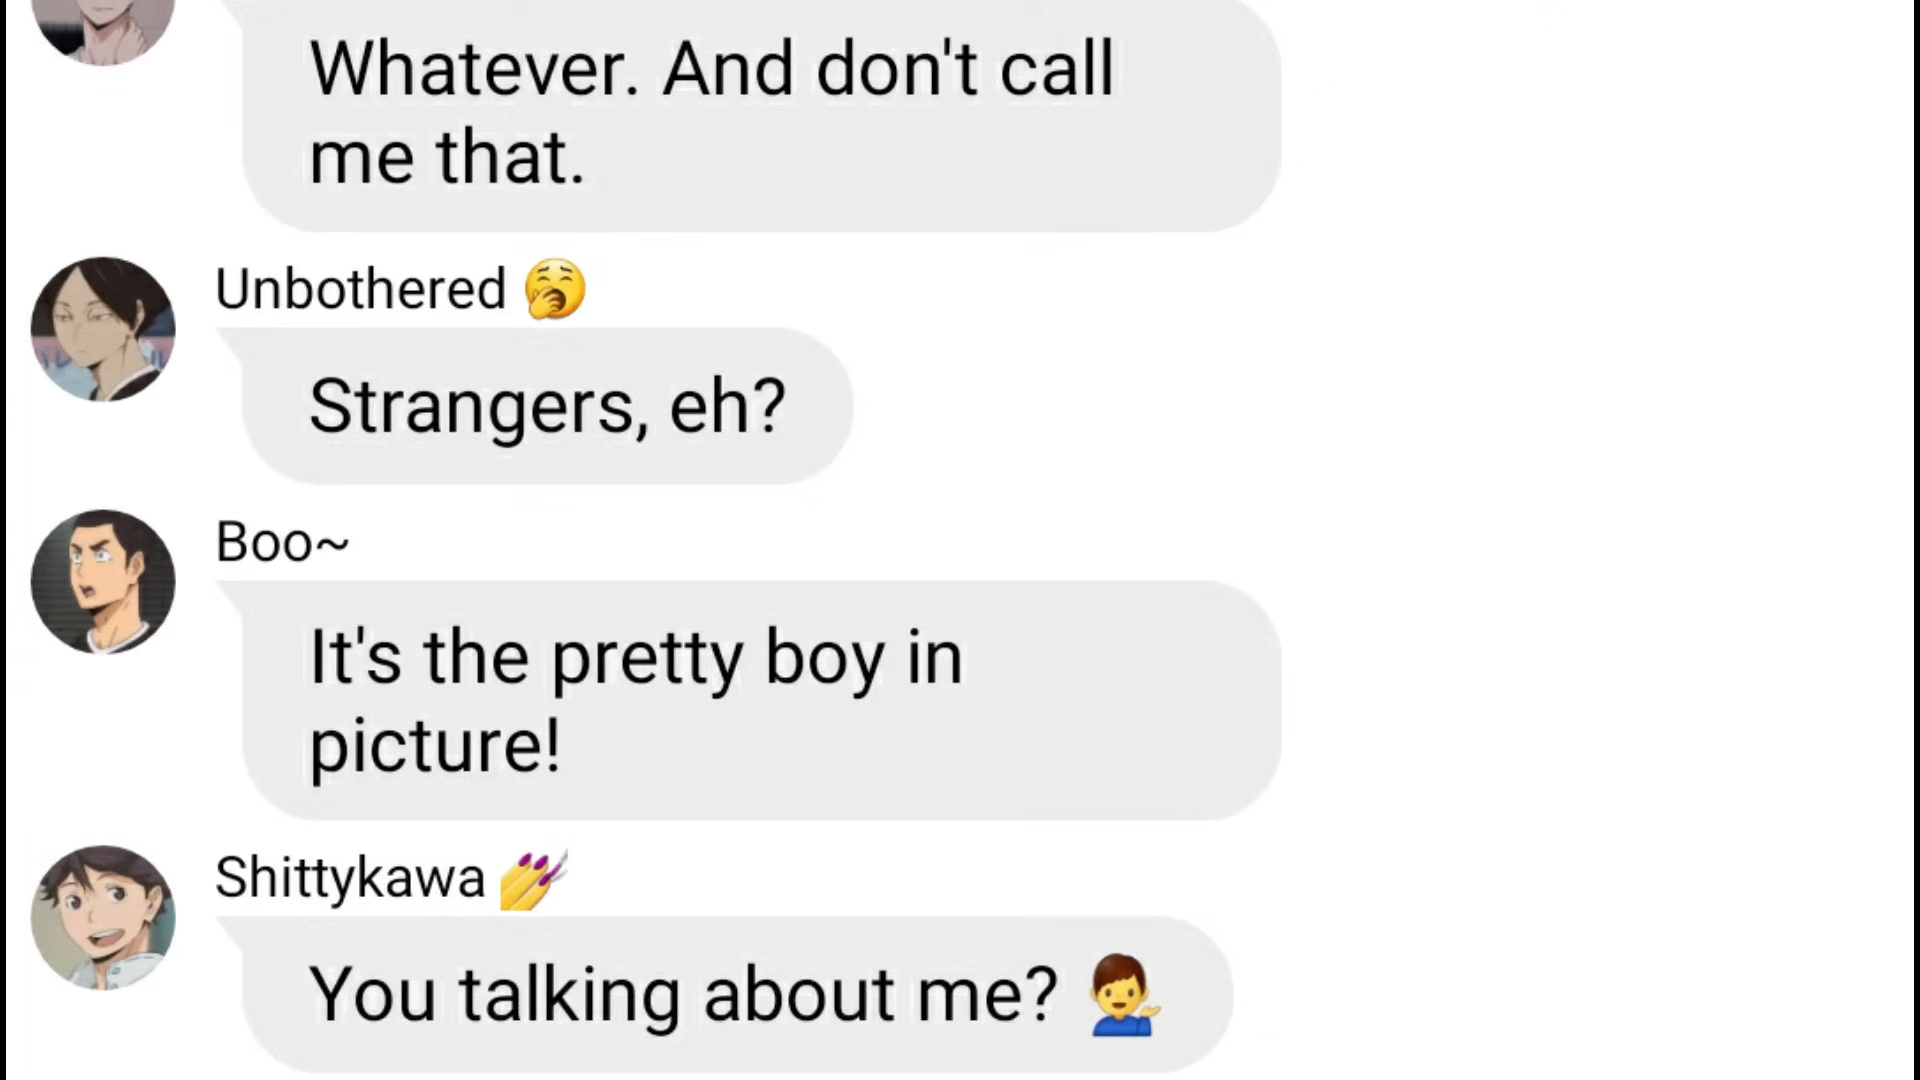 Whatever. And don't call
me that.
Unbothered 🥱
Strangers, eh?
Boo~
It's the pretty boy in
picture!
Shittykawa 💅
You talking about me? 💁‍♂️